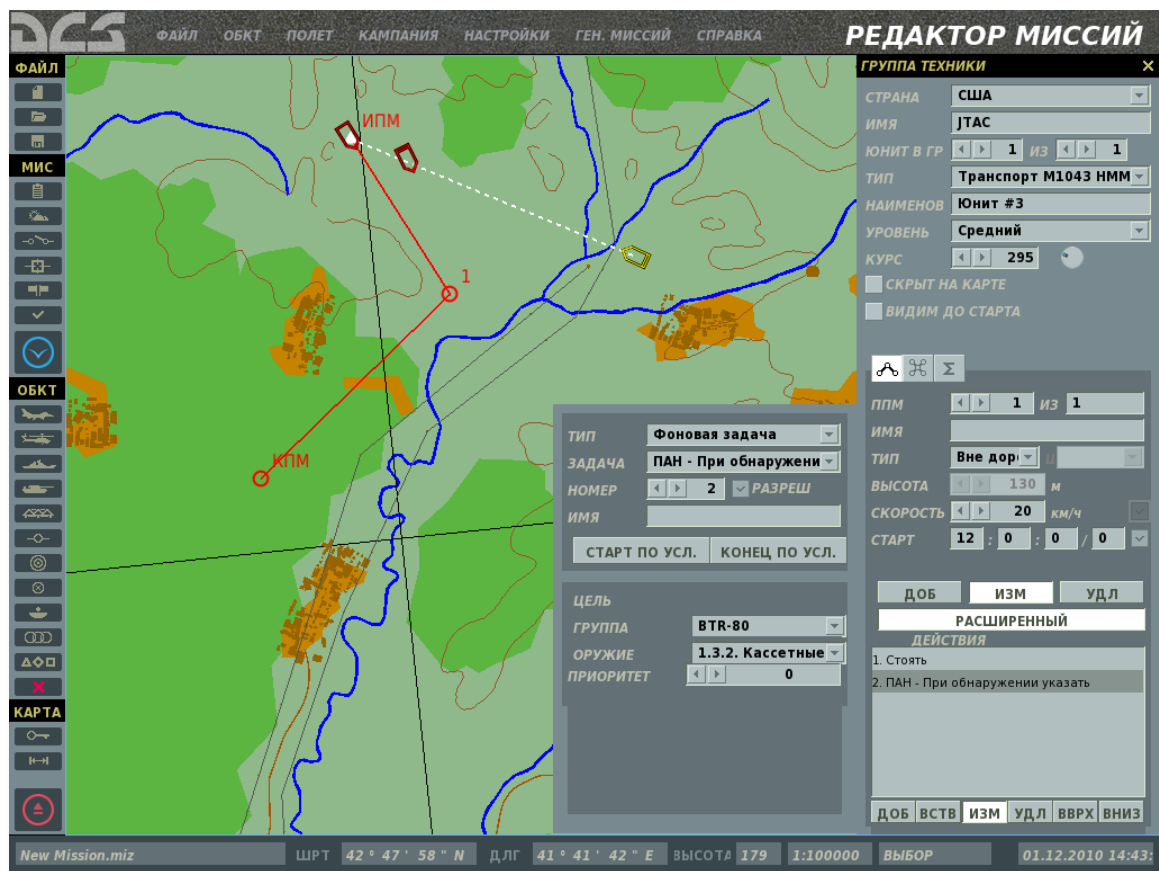 DCS
ФАЙЛ ОБКТ ПОЛЕТ КАМПАНИЯ НАСТРОЙКИ ГЕН. МИССИЙ СПРАВКА
РЕДАКТОР МИССИЙ
ФАЙЛ
МИС
ОБКТ
КАРТА
ИПМ
1
КПМ
ГРУППА ТЕХНИКИ
СТРАНА США
ИМЯ JTAC
ЮНИТ В ГР 1 ИЗ 1
ТИП Транспорт M1043 HMM
НАИМЕНОВ Юнит #3
УРОВЕНЬ Средний
КУРС 295
СКРЫТ НА КАРТЕ
ВИДИМ ДО СТАРТА
Σ
ППМ 1 ИЗ 1
ИМЯ
ТИП Вне дор Ц
ВЫСОТА 130 м
СКОРОСТЬ 20 км/ч
СТАРТ 12 : 0 : 0 / 0
ДОБ ИЗМ УДЛ
РАСШИРЕННЫЙ
ДЕЙСТВИЯ
1. Стоять
2. ПАН - При обнаружении указать
ДОБ ВСТВ ИЗМ УДЛ ВВРХ ВНИЗ
ТИП Фоновая задача
ЗАДАЧА ПАН - При обнаружени
НОМЕР 2 РАЗРЕШ
ИМЯ
СТАРТ ПО УСЛ. КОНЕЦ ПО УСЛ.
ЦЕЛЬ
ГРУППА BTR-80
ОРУЖИЕ 1.3.2. Кассетные
ПРИОРИТЕТ 0
New Mission.miz ШРТ 42 ° 47 ' 58 " N ДЛГ 41 ° 41 ' 42 " E ВЫСОТА 179 1:100000 ВЫБОР 01.12.2010 14:43: